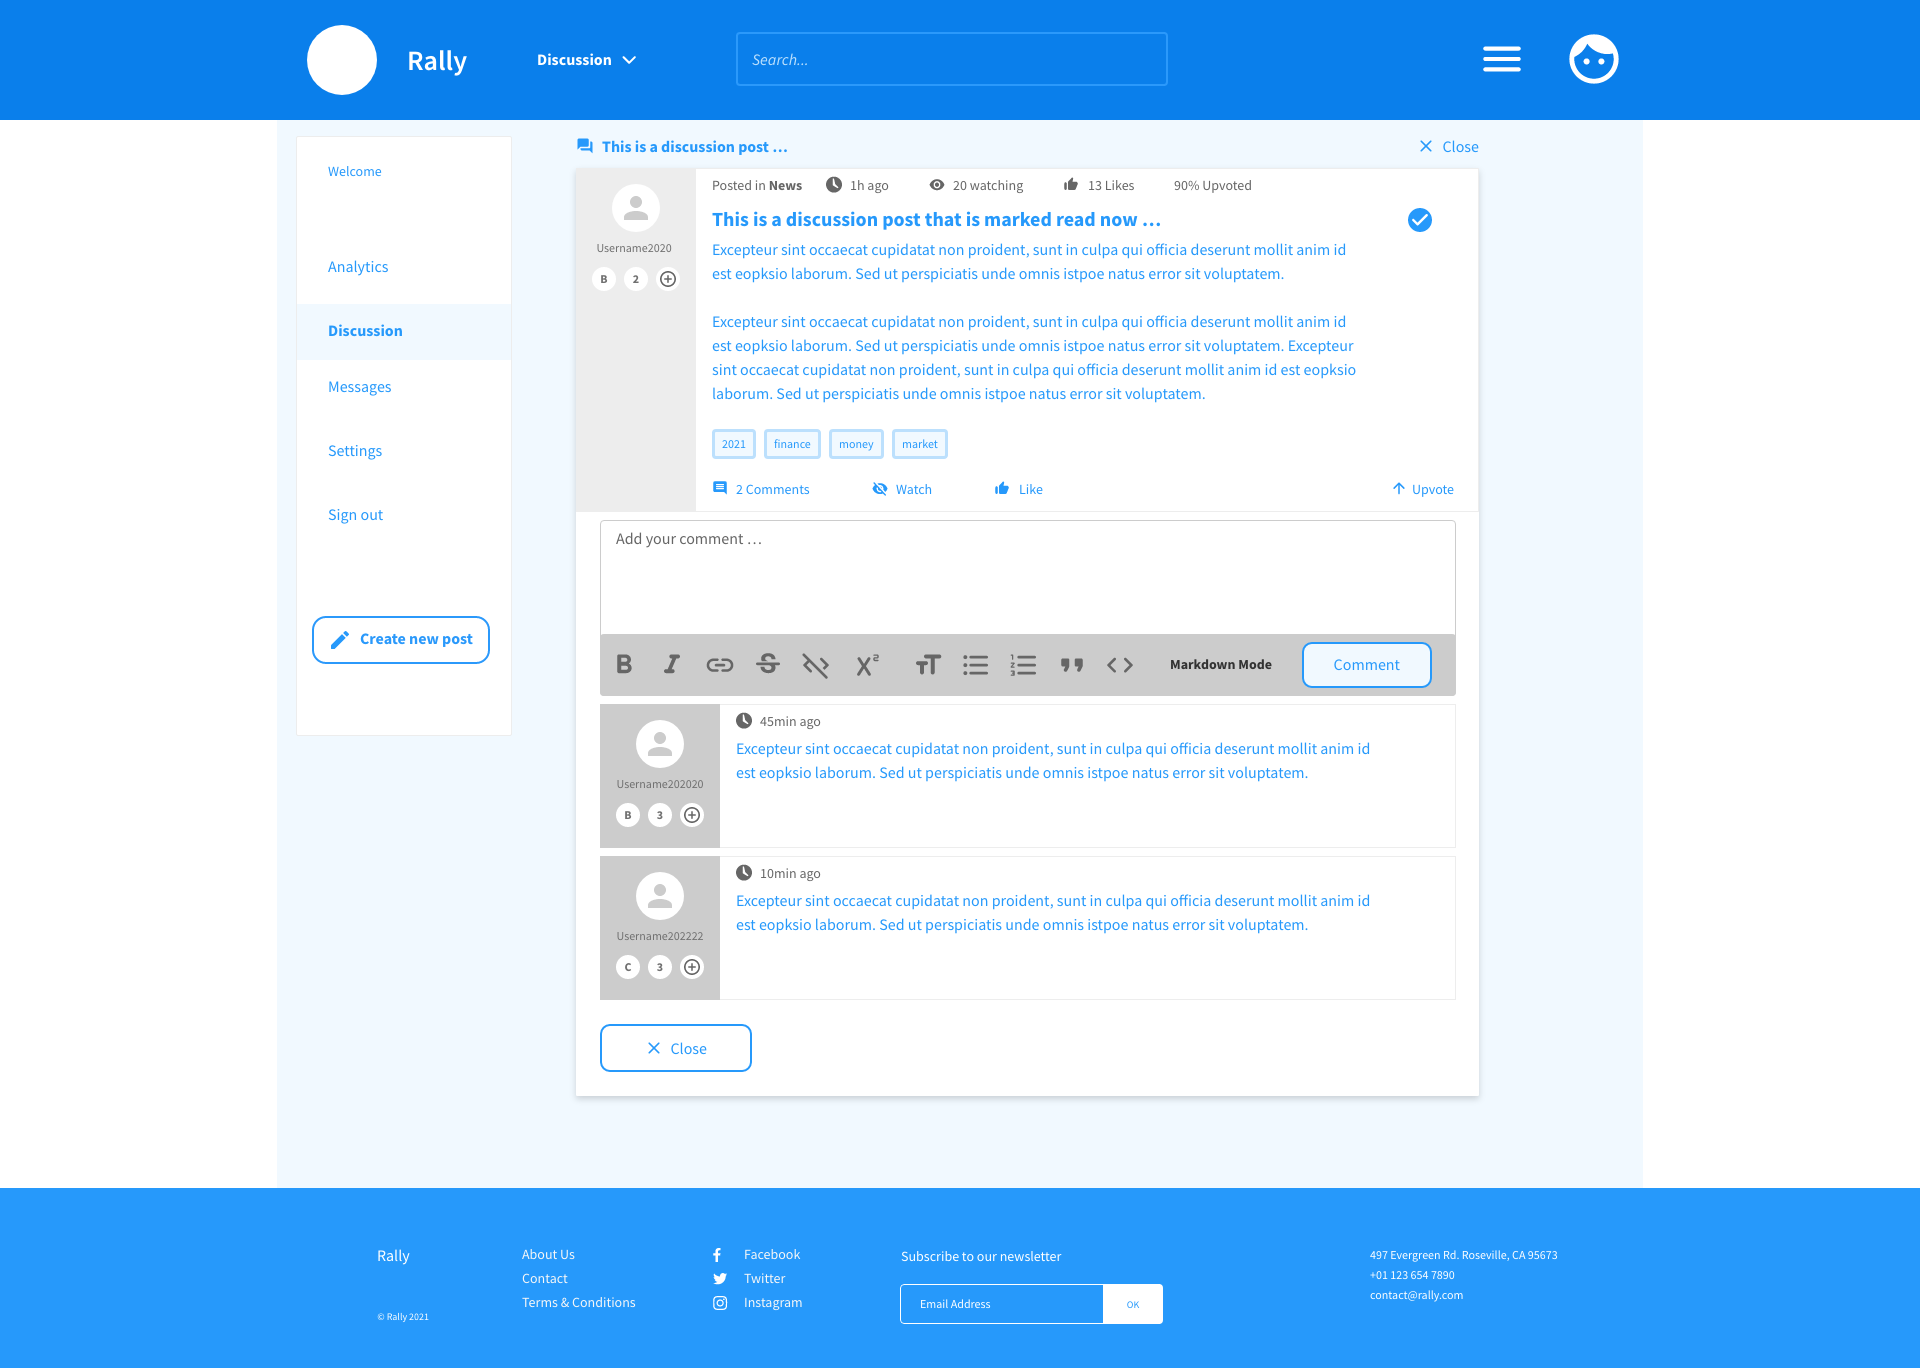 Rally
Discussion
Search...
Welcome
Analytics
Discussion
Messages
Settings
Sign out
Create new post
This is a discussion post ...
Close
Username2020
B 2
Posted in News 1h ago 20 watching 13 Likes 90% Upvoted
This is a discussion post that is marked read now ...
Excepteur sint occaecat cupidatat non proident, sunt in culpa qui officia deserunt mollit anim id
est eopksio laborum. Sed ut perspiciatis unde omnis istpoe natus error sit voluptatem.
Excepteur sint occaecat cupidatat non proident, sunt in culpa qui officia deserunt mollit anim id
est eopksio laborum. Sed ut perspiciatis unde omnis istpoe natus error sit voluptatem. Excepteur
sint occaecat cupidatat non proident, sunt in culpa qui officia deserunt mollit anim id est eopksio
laborum. Sed ut perspiciatis unde omnis istpoe natus error sit voluptatem.
2021 finance money market
2 Comments Watch Like Upvote
Add your comment ...
Markdown Mode
Comment
Username202020
B 3
45min ago
Excepteur sint occaecat cupidatat non proident, sunt in culpa qui officia deserunt mollit anim id
est eopksio laborum. Sed ut perspiciatis unde omnis istpoe natus error sit voluptatem.
Username202222
C 3
10min ago
Excepteur sint occaecat cupidatat non proident, sunt in culpa qui officia deserunt mollit anim id
est eopksio laborum. Sed ut perspiciatis unde omnis istpoe natus error sit voluptatem.
Close
Rally
© Rally 2021
About Us
Contact
Terms & Conditions
Facebook
Twitter
Instagram
Subscribe to our newsletter
Email Address
OK
497 Evergreen Rd. Roseville, CA 95673
+01 123 654 7890
contact@rally.com